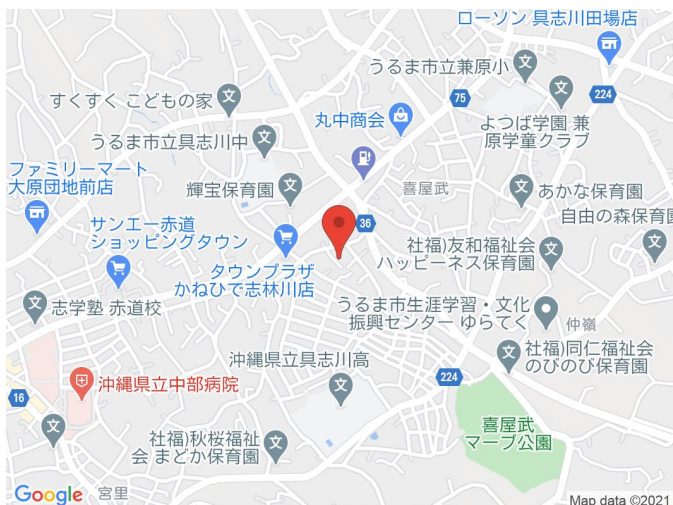 ローソン 具志川田場店
うるま市立兼原小
すくすく こどもの家
75
224
丸中商会
よつば学園 兼
原学童クラブ
うるま市立具志川中
ファミリーマート
大原団地前店
輝宝保育園
喜屋武
あかな保育園
サンエー赤道
ショッピングタウン
36
自由の森保育園
社福)友和福祉会
ハッピーネス保育園
タウンプラザ
かねひで志林川店
志学塾 赤道校
うるま市生涯学習・文化
振興センター ゆらてく
仲嶺
沖縄県立具志川高
社福)同仁福祉会
のびのび保育園
沖縄県立中部病院
224
16
喜屋武
マーブ公園
社福)秋桜福祉
会 まどか保育園
Google
宮里
Map data ©2021